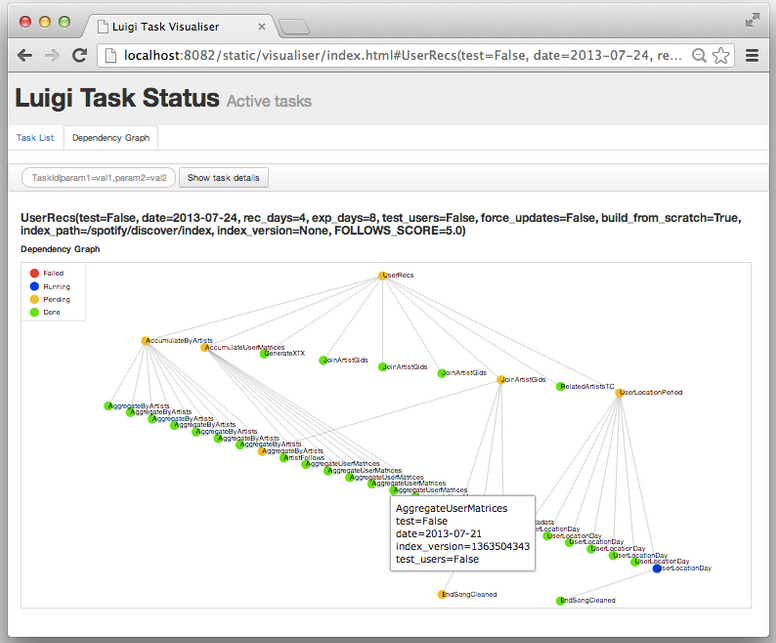 Luigi Task Visualiser
localhost:8082/static/visualiser/index.html#UserRecs(test=False, date=2013-07-24, re...
Luigi Task Status Active tasks
Task List
Dependency Graph
TaskId(param1=val1,param2=val2
Show task details
UserRecs(test=False, date=2013-07-24, rec_days=4, exp_days=8, test_users=False, force_updates=False, build_from_scratch=True,
index_path=/spotify/discover/index, index_version=None, FOLLOWS_SCORE=5.0)
Dependency Graph
Failed
Running
Pending
Done
UserRecs
AccumulateByArtists
AccumulateUserMatrices
GenerateXTX
JoinArtistGids
JoinArtistGids
JoinArtistGids
JoinArtistGids
RelatedArtistsTC
UserLocationPeriod
AggregateByArtists
AggregateByArtists
AggregateByArtists
AggregateByArtists
AggregateByArtists
AggregateByArtists
AggregateByArtists
AggregateByArtists
ArtistFollows
AggregateUserMatrices
AggregateUserMatrices
AggregateUserMatrices
AggregateUserMatrices
AggregateUserMatrices
AggregateUserMatrices
test=False
date=2013-07-21
index_version=1363504343
test_users=False
tadata
erLocationDay
UserLocationDay
UserLocationDay
UserLocationDay
UserLocationDay
UserLocationDay
UserLocationDay
EndSongCleaned
EndSongCleaned